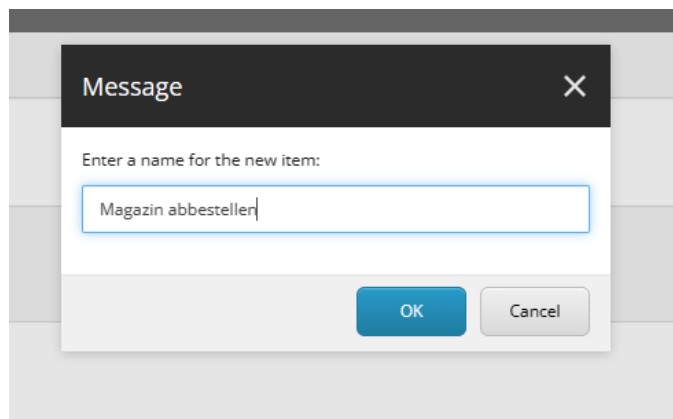 Message
Enter a name for the new item:
Magazin abbestellen
OK
Cancel